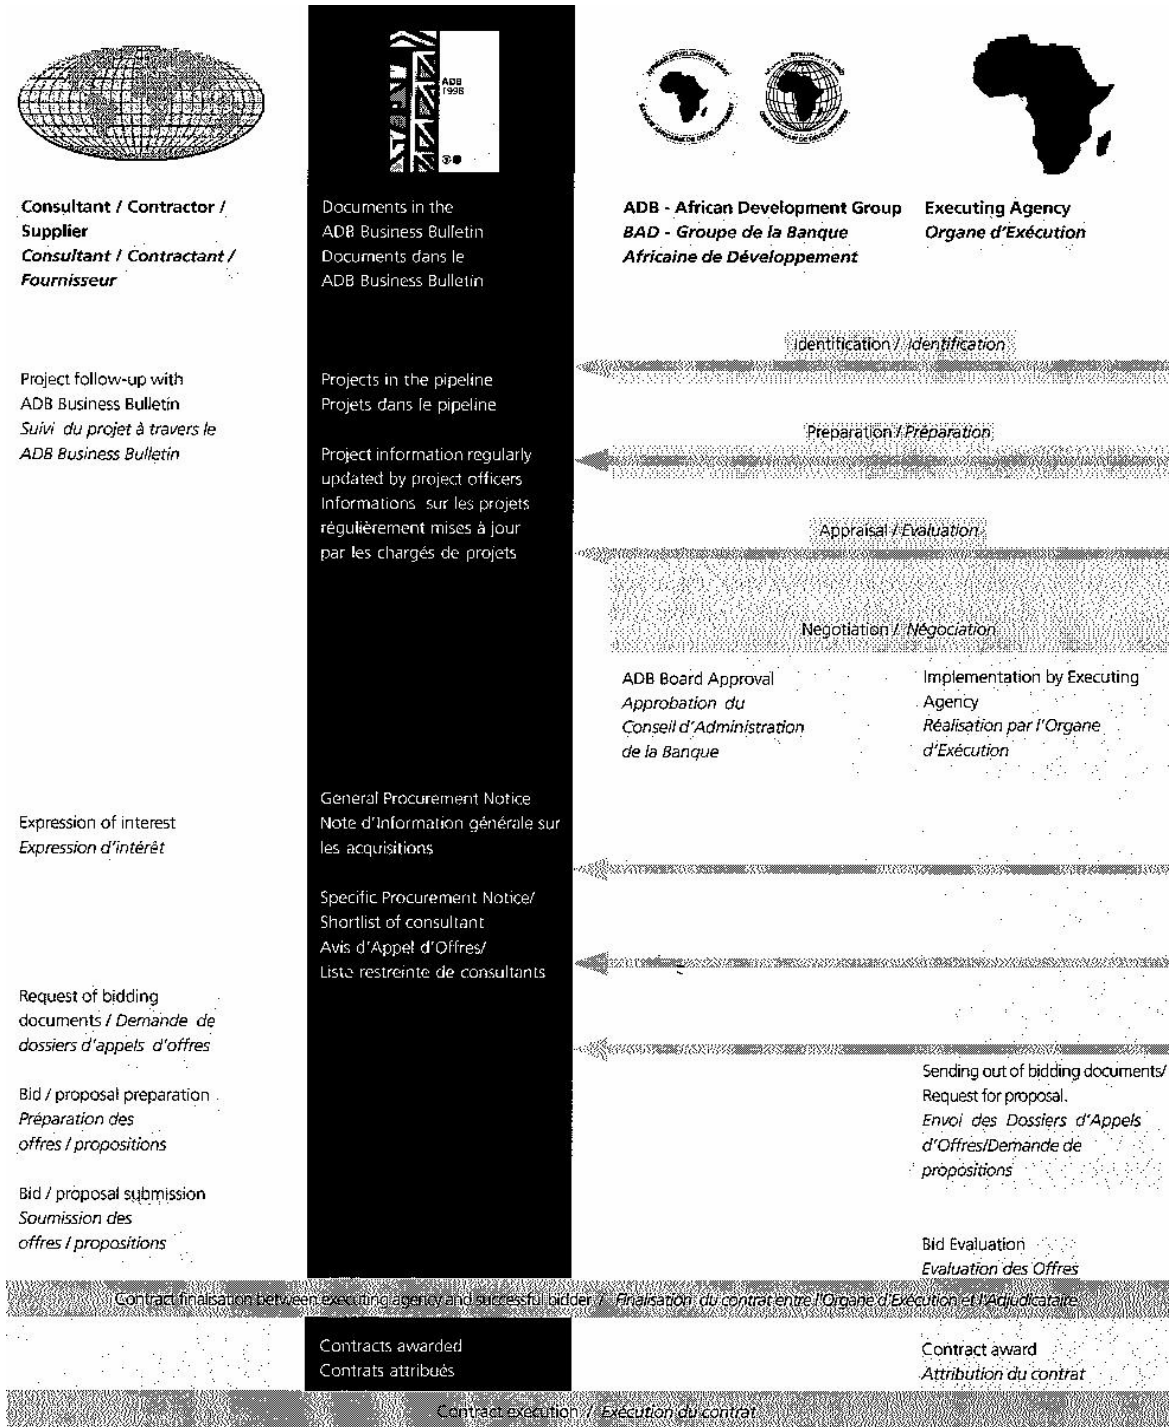 ADB
1998
Consultant / Contractor /
Supplier
Consultant / Contractant /
Fournisseur
Documents in the
ADB Business Bulletin
Documents dans le
ADB Business Bulletin
ADB - African Development Group
BAD - Groupe de la Banque
Africaine de Développement
Executing Agency
Organe d'Exécution
Identification / Identification
Project follow-up with
ADB Business Bulletin
Suivi du projet à travers le
ADB Business Bulletin
Projects in the pipeline
Projets dans le pipeline
Preparation / Préparation
Project information regularly
updated by project officers
Informations sur les projets
régulièrement mises à jour
par les chargés de projets
Appraisal / Evaluation
Negotiation / Négociation
ADB Board Approval
Approbation du
Conseil d'Administration
de la Banque
Implementation by Executing
Agency
Réalisation par l'Organe
d'Exécution
Expression of interest
Expression d'intérêt
General Procurement Notice
Note d'Information générale sur
les acquisitions
Specific Procurement Notice/
Shortlist of consultant
Avis d'Appel d'Offres/
Liste restreinte de consultants
Request of bidding
documents / Demande de
dossiers d'appels d'offres
Sending out of bidding documents/
Request for proposal.
Envoi des Dossiers d'Appels
d'Offres/Demande de
propositions
Bid / proposal preparation
Préparation des
offres / propositions
Bid / proposal submission
Soumission des
offres / propositions
Bid Evaluation
Evaluation des Offres
Contract finalisation between executing agency and successful bidder / Finalisation du contrat entre l'Organe d'Exécution et l'Adjudicataire
Contracts awarded
Contrats attribués
Contract award
Attribution du contrat
Contract execution / Exécution du contrat